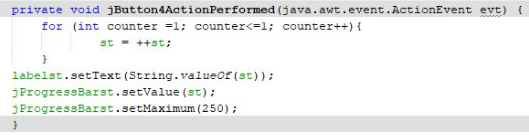 private void jButton4ActionPerformed(java.awt.event.ActionEvent evt) {
for (int counter =1; counter<=1; counter++){
st = ++st;
}
labelst.setText(String.valueOf(st));
jProgressBarst.setValue(st);
jProgressBarst.setMaximum(250);
}